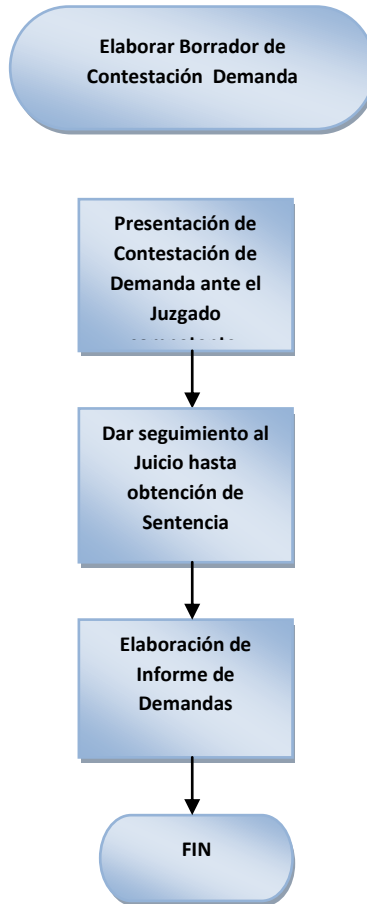 Elaborar Borrador de
Contestación Demanda
Presentación de
Contestación de
Demanda ante el
Juzgado
Dar seguimiento al
Juicio hasta
obtención de
Sentencia
Elaboración de
Informe de
Demandas
FIN